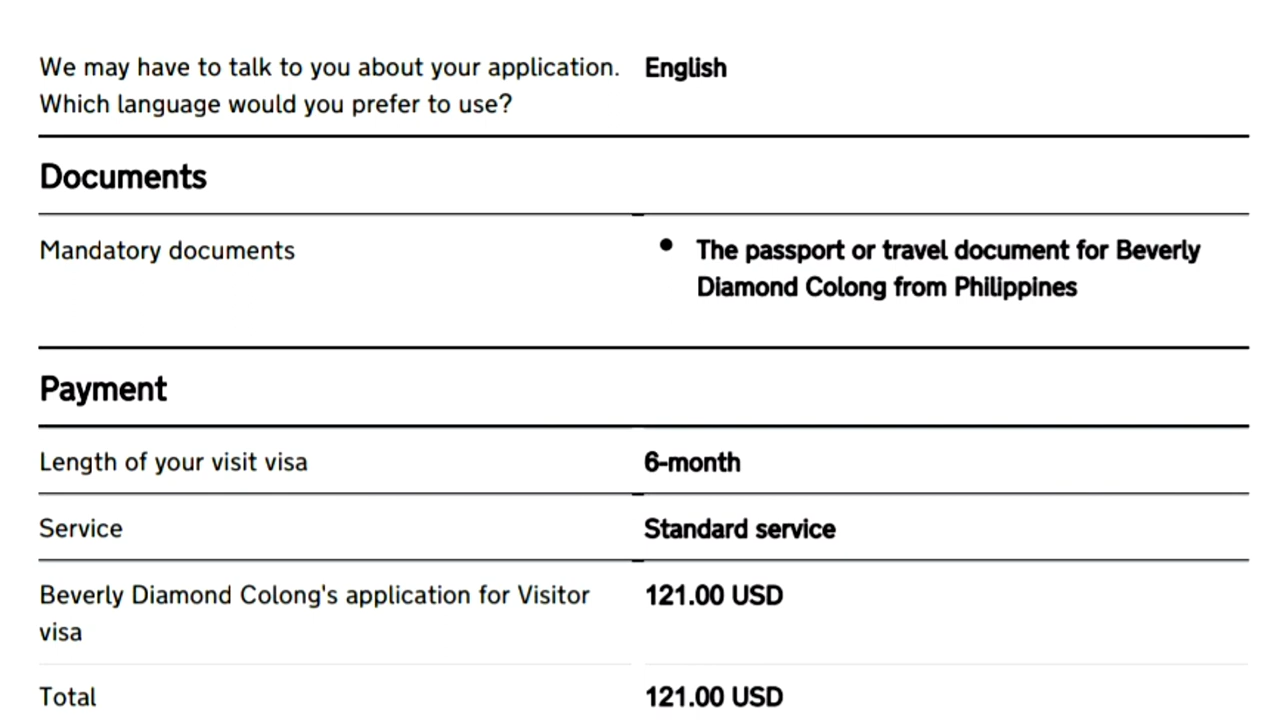 We may have to talk to you about your application. English
Which language would you prefer to use?
Documents
Mandatory documents
• The passport or travel document for Beverly
Diamond Colong from Philippines
Payment
Length of your visit visa 6-month
Service Standard service
Beverly Diamond Colong's application for Visitor 121.00 USD
visa
Total 121.00 USD